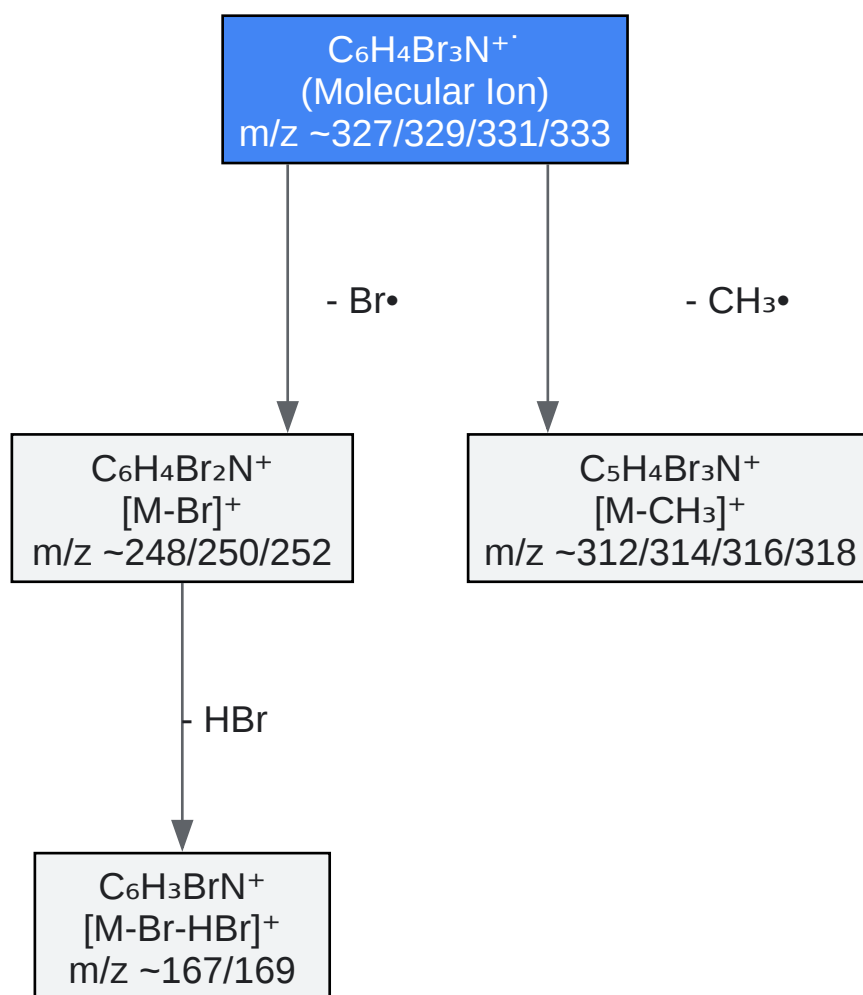 C₆H₄Br₃N⁺˙
(Molecular Ion)
m/z ~327/329/331/333
- Br•
- CH₃•
C₆H₄Br₂N⁺
[M-Br]⁺
m/z ~248/250/252
C₅H₄Br₃N⁺
[M-CH₃]⁺
m/z ~312/314/316/318
- HBr
C₆H₃BrN⁺
[M-Br-HBr]⁺
m/z ~167/169